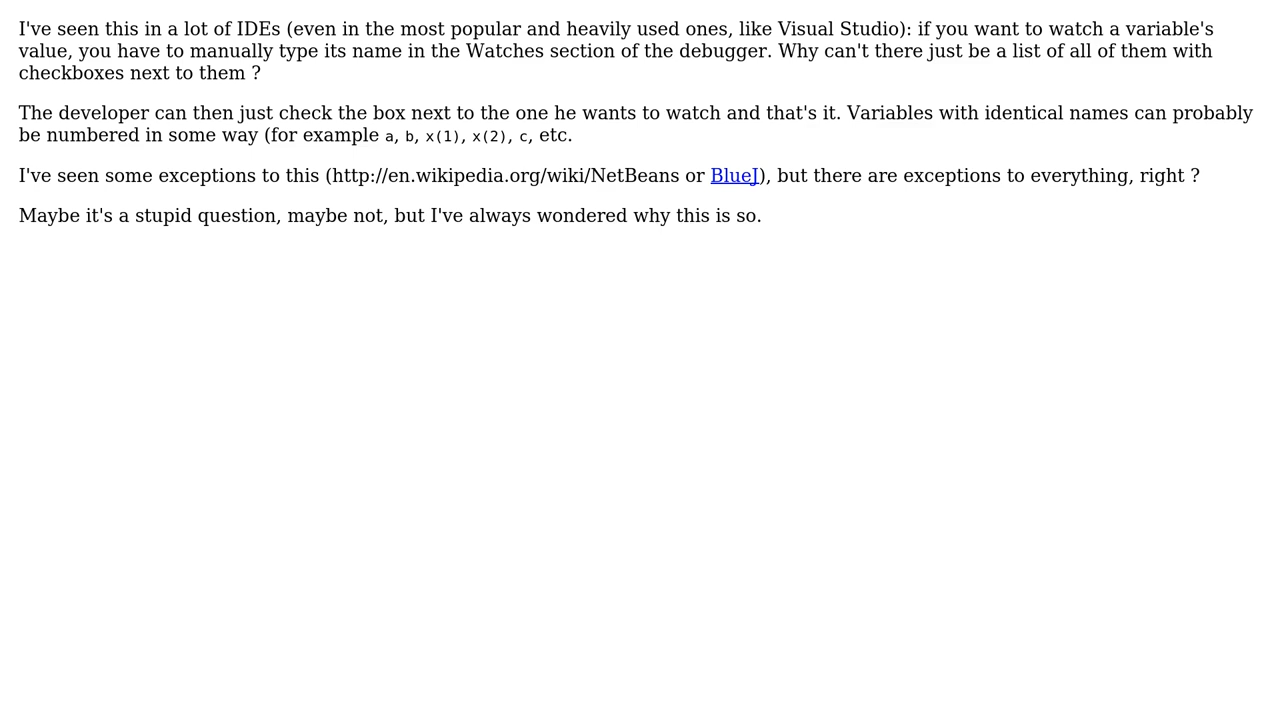 I've seen this in a lot of IDEs (even in the most popular and heavily used ones, like Visual Studio): if you want to watch a variable's
value, you have to manually type its name in the Watches section of the debugger. Why can't there just be a list of all of them with
checkboxes next to them ?
The developer can then just check the box next to the one he wants to watch and that's it. Variables with identical names can probably
be numbered in some way (for example a, b, x(1), x(2), c, etc.
I've seen some exceptions to this (http://en.wikipedia.org/wiki/NetBeans or BlueJ), but there are exceptions to everything, right ?
Maybe it's a stupid question, maybe not, but I've always wondered why this is so.